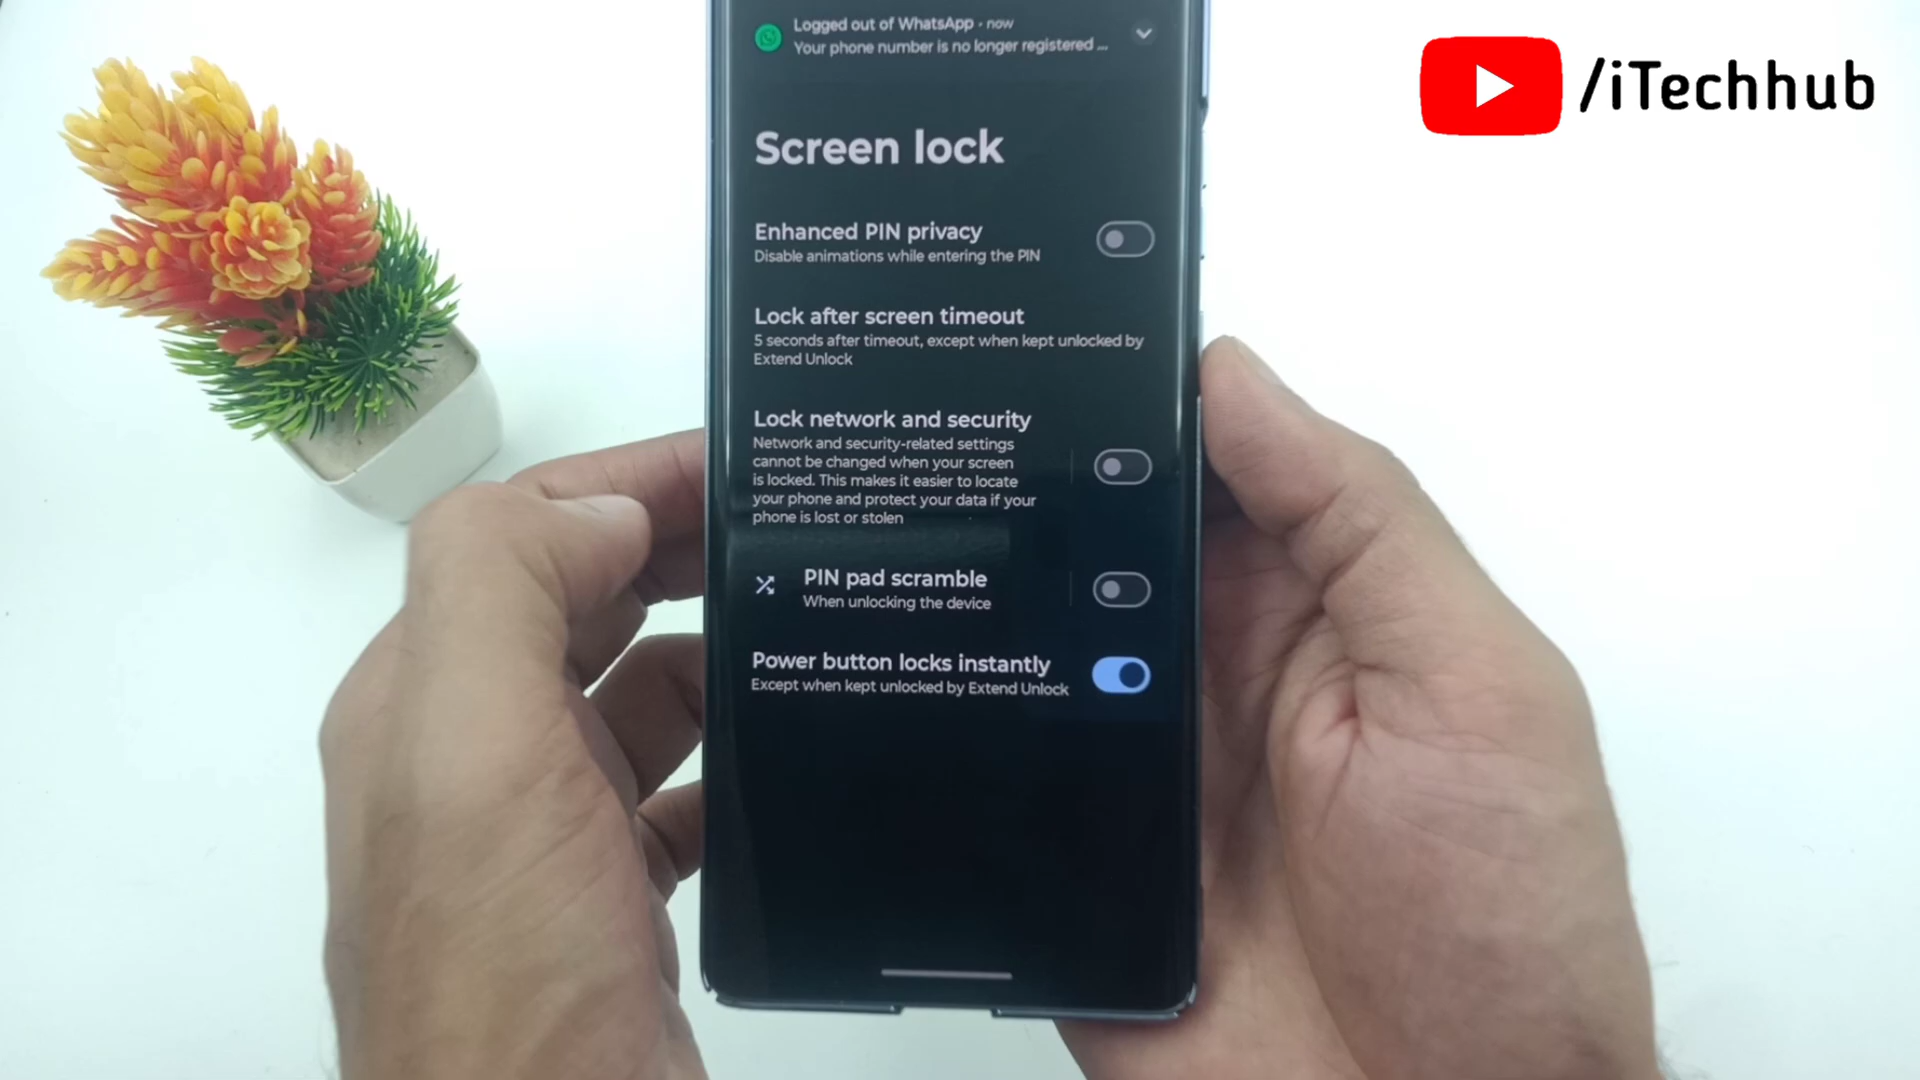 Logged out of WhatsApp · now
Your phone number is no longer registered ...
/iTechhub
Screen lock
Enhanced PIN privacy
Disable animations while entering the PIN
Lock after screen timeout
5 seconds after timeout, except when kept unlocked by
Extend Unlock
Lock network and security
Network and security-related settings
cannot be changed when your screen
is locked. This makes it easier to locate
your phone and protect your data if your
phone is lost or stolen
PIN pad scramble
When unlocking the device
Power button locks instantly
Except when kept unlocked by Extend Unlock